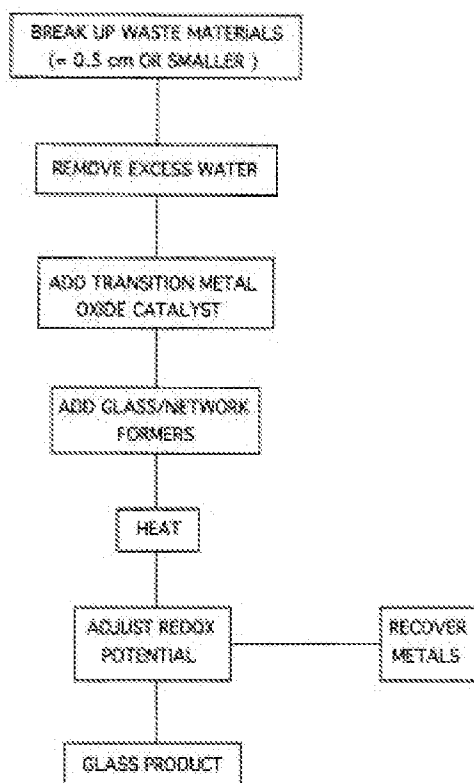 BREAK UP WASTE MATERIALS
(= 0.5 cm OR SMALLER )
REMOVE EXCESS WATER
ADD TRANSITION METAL
OXIDE CATALYST
ADD GLASS/NETWORK
FORMERS
HEAT
ADJUST REDOX
POTENTIAL
RECOVER
METALS
GLASS PRODUCT